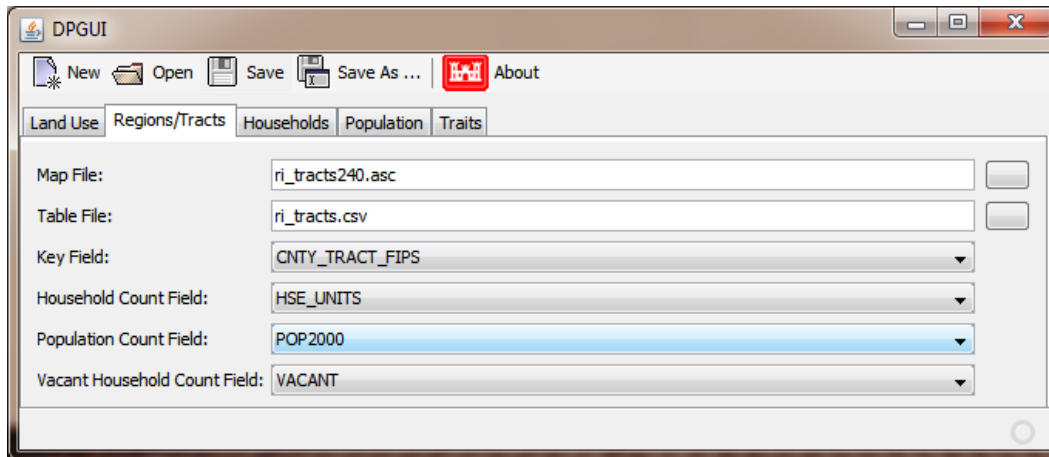 DPGUI
New Open Save Save As ... About
Land Use Regions/Tracts Households Population Traits
Map File: ri_tracts240.asc
Table File: ri_tracts.csv
Key Field: CNTY_TRACT_FIPS
Household Count Field: HSE_UNITS
Population Count Field: POP2000
Vacant Household Count Field: VACANT